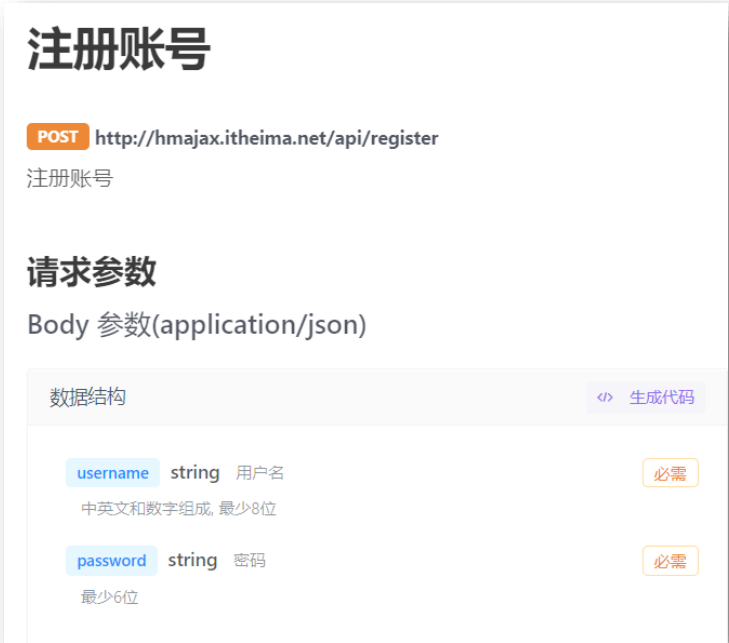 注册账号
POST http://hmajax.itheima.net/api/register
注册账号
请求参数
Body 参数(application/json)
数据结构 </> 生成代码
username string 用户名 必需
中英文和数字组成, 最少8位
password string 密码 必需
最少6位